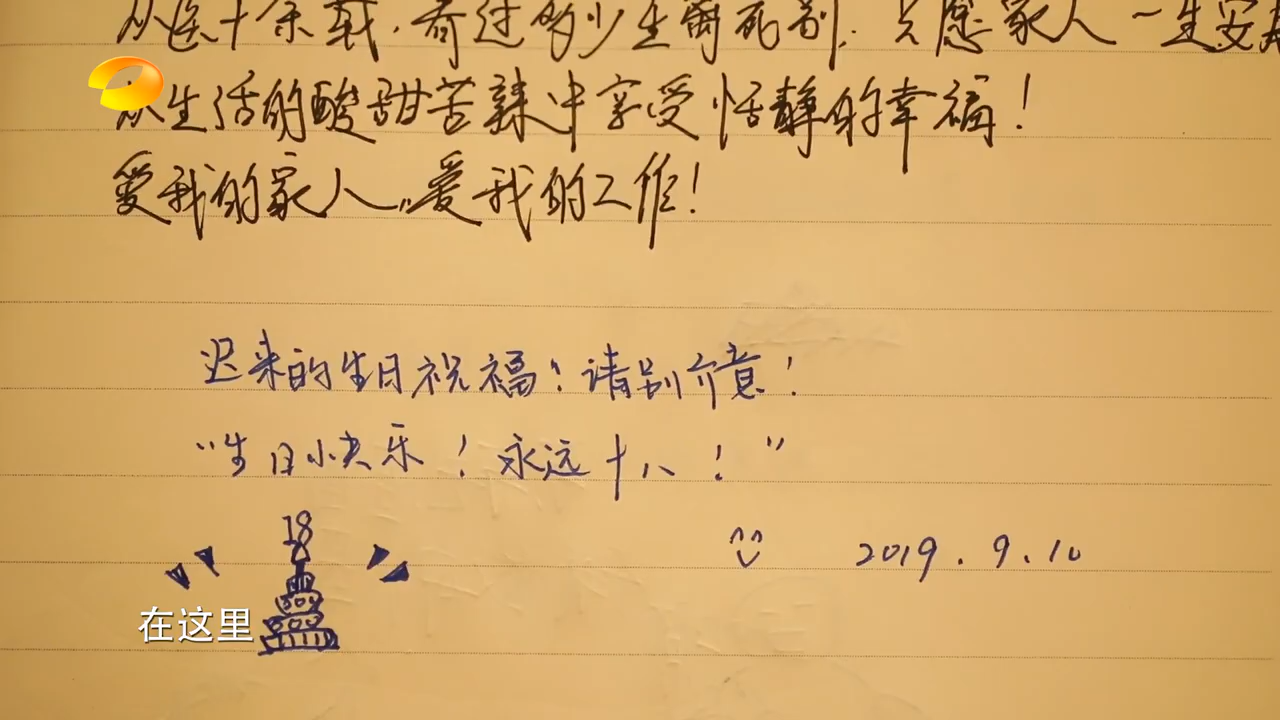 从医十余载，看过多少生离死别，只愿家人一生安
从生活的酸甜苦辣中享受恬静的幸福！
爱我的家人，爱我的工作！
迟来的生日祝福！请别介意！
“生日快乐！永远十八！”
18
2019.9.10
在这里